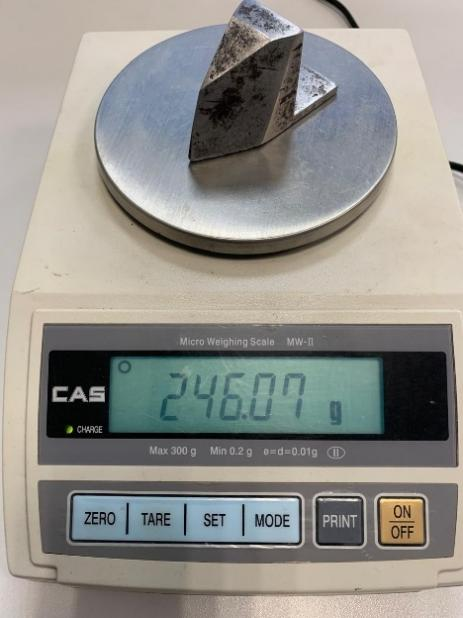 Micro Weighing Scale MW-II
246.07 g
CAS
CHARGE
Max 300 g Min 0.2 g e=d=0.01g II
ZERO TARE SET MODE PRINT ON
OFF